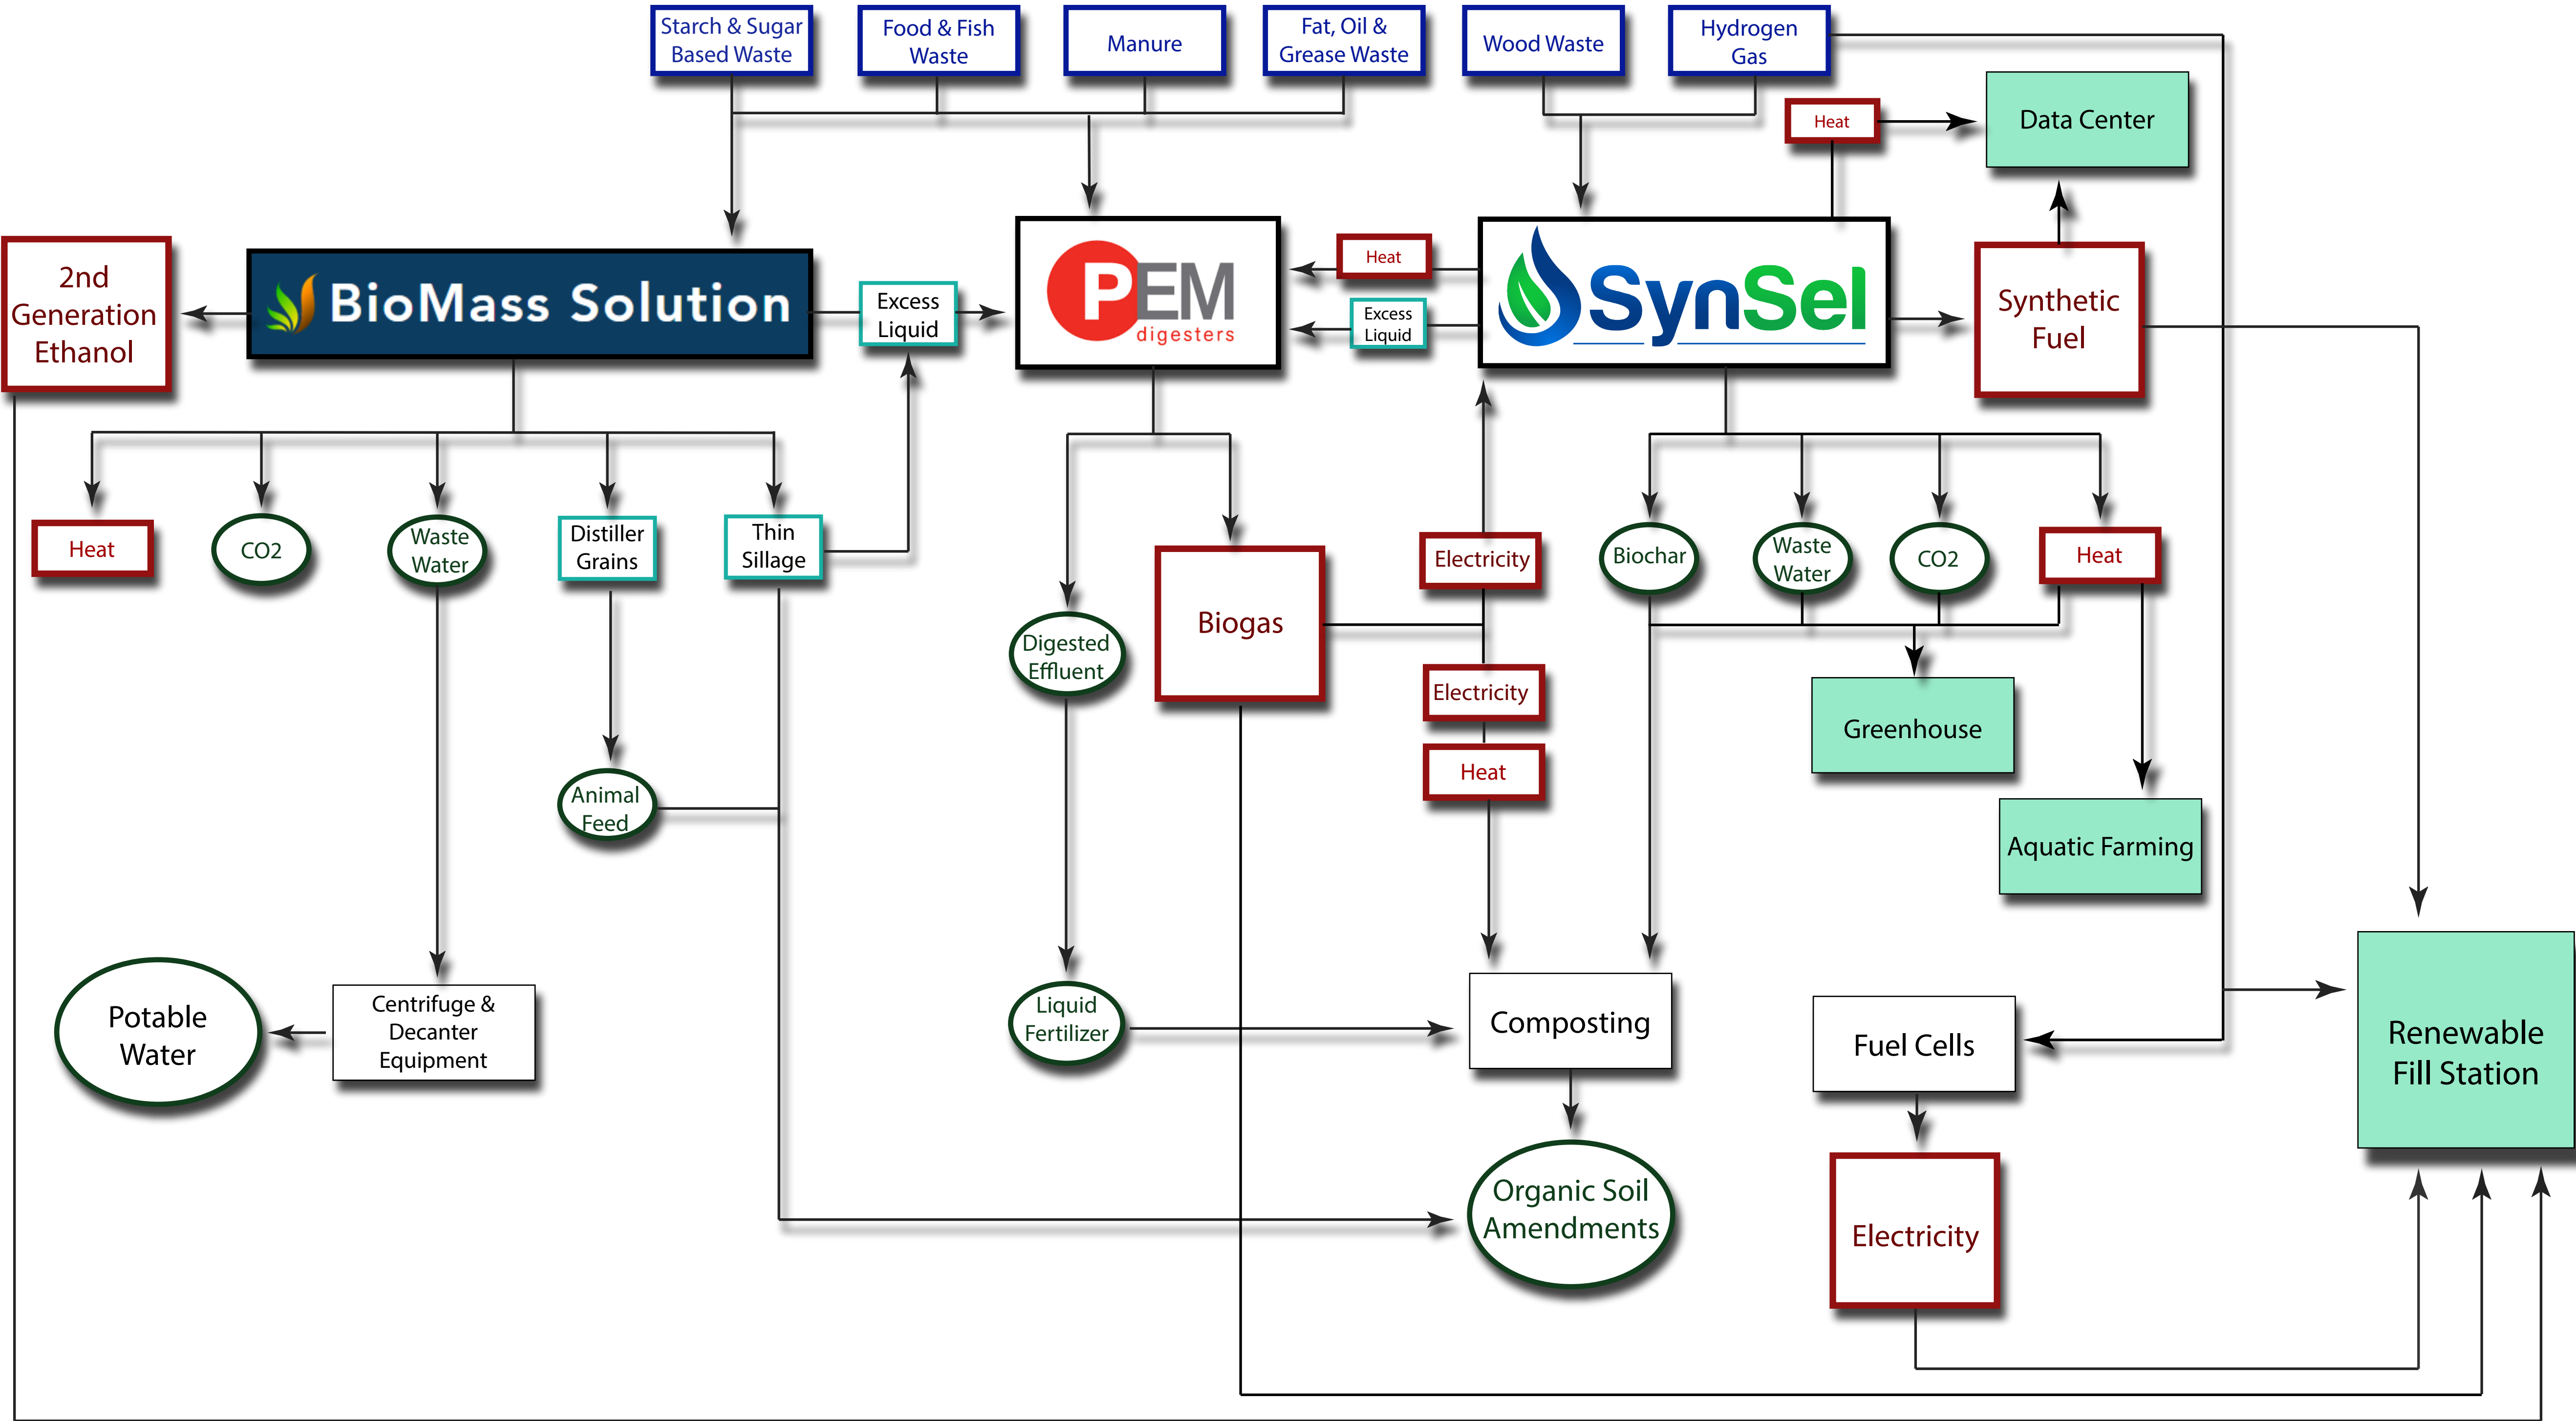 Starch & Sugar
Based Waste
Food & Fish
Waste
Manure
Fat, Oil &
Grease Waste
Wood Waste
Hydrogen
Gas
Heat
Data Center
2nd
Generation
Ethanol
BioMass Solution
Excess
Liquid
PEM
digesters
Heat
Excess
Liquid
SynSel
Synthetic
Fuel
Heat
CO2
Waste
Water
Distiller
Grains
Thin
Sillage
Digested
Effluent
Biogas
Electricity
Electricity
Heat
Biochar
Waste
Water
CO2
Heat
Greenhouse
Aquatic Farming
Animal
Feed
Potable
Water
Centrifuge &
Decanter
Equipment
Liquid
Fertilizer
Composting
Fuel Cells
Renewable
Fill Station
Organic Soil
Amendments
Electricity